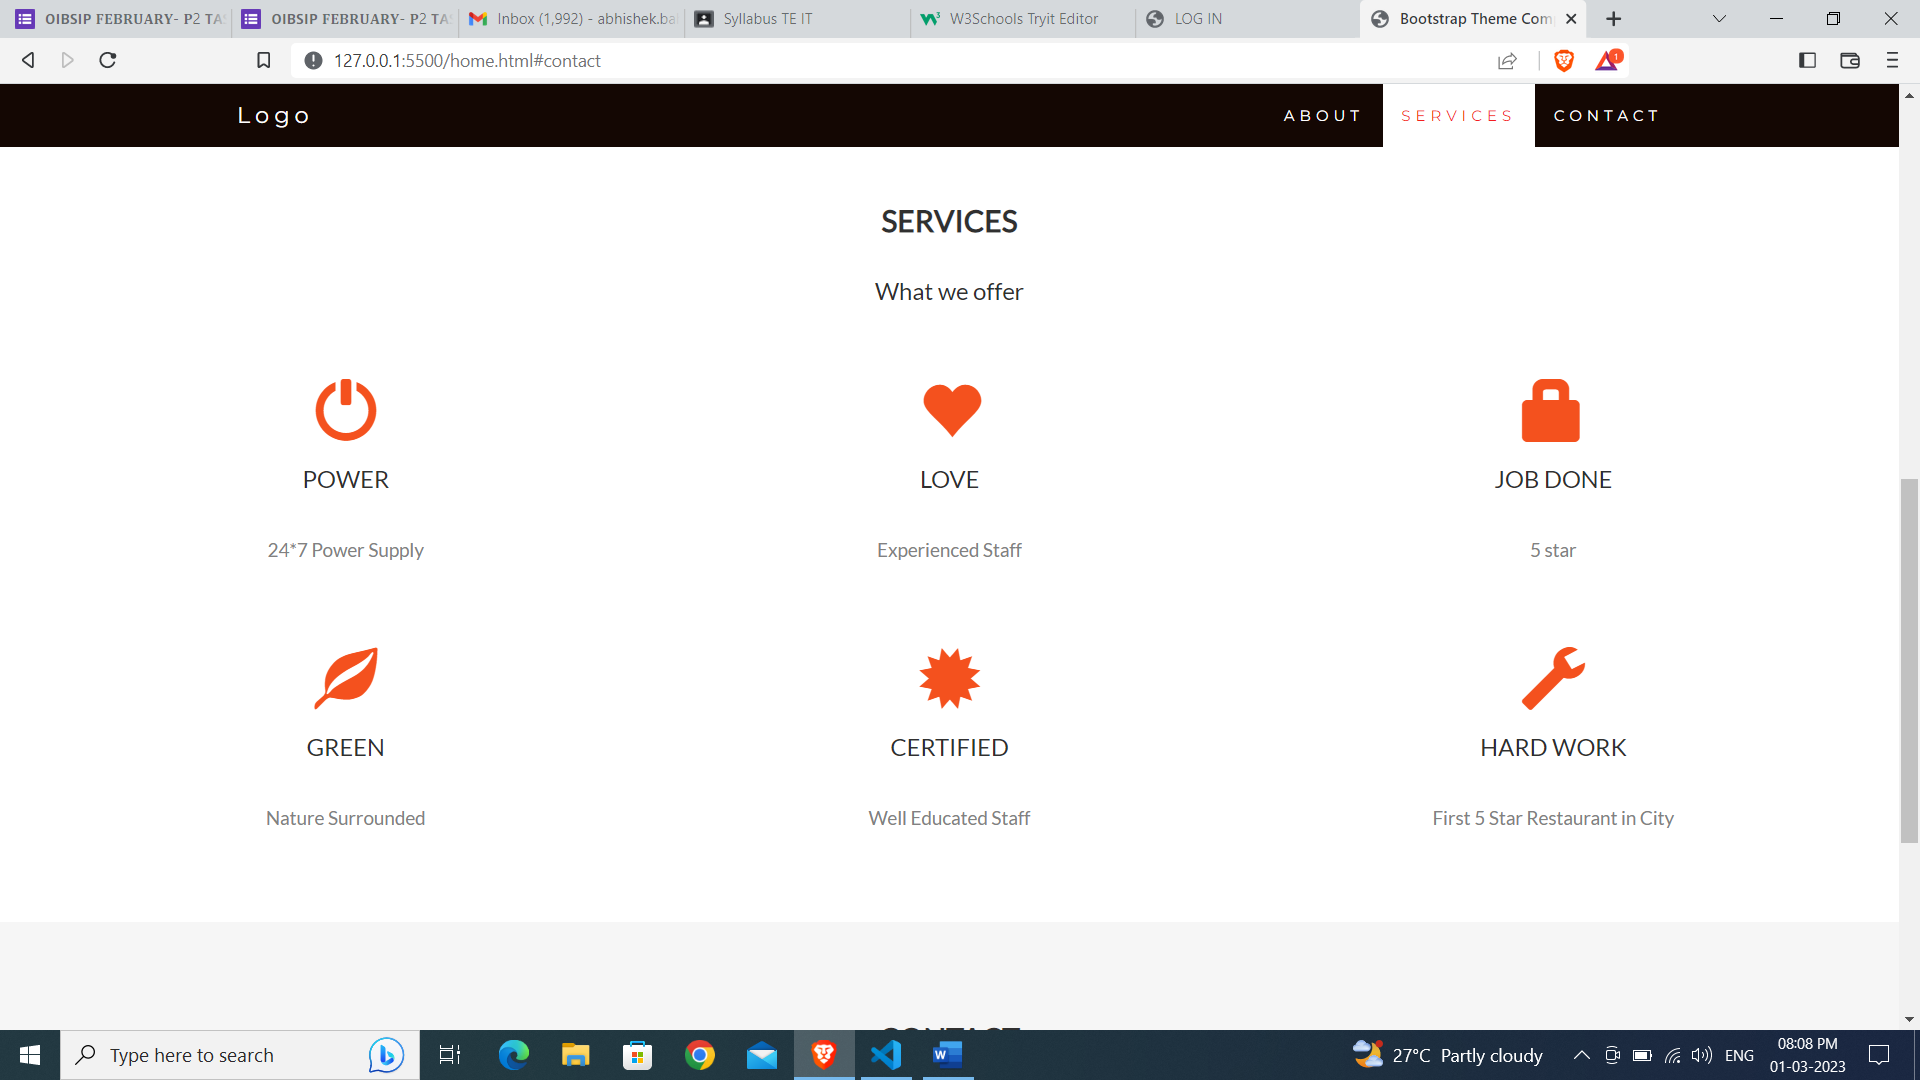 OIBSIP FEBRUARY- P2 TA
OIBSIP FEBRUARY- P2 TA
Inbox (1,992) - abhishek.ba
Syllabus TE IT
W3Schools Tryit Editor
LOG IN
Bootstrap Theme Com
127.0.0.1:5500/home.html#contact
1
Logo
ABOUT
SERVICES
CONTACT
SERVICES
What we offer
POWER
LOVE
JOB DONE
24*7 Power Supply
Experienced Staff
5 star
GREEN
CERTIFIED
HARD WORK
Nature Surrounded
Well Educated Staff
First 5 Star Restaurant in City
CONTACT
Type here to search
27°C Partly cloudy
ENG
08:08 PM
01-03-2023